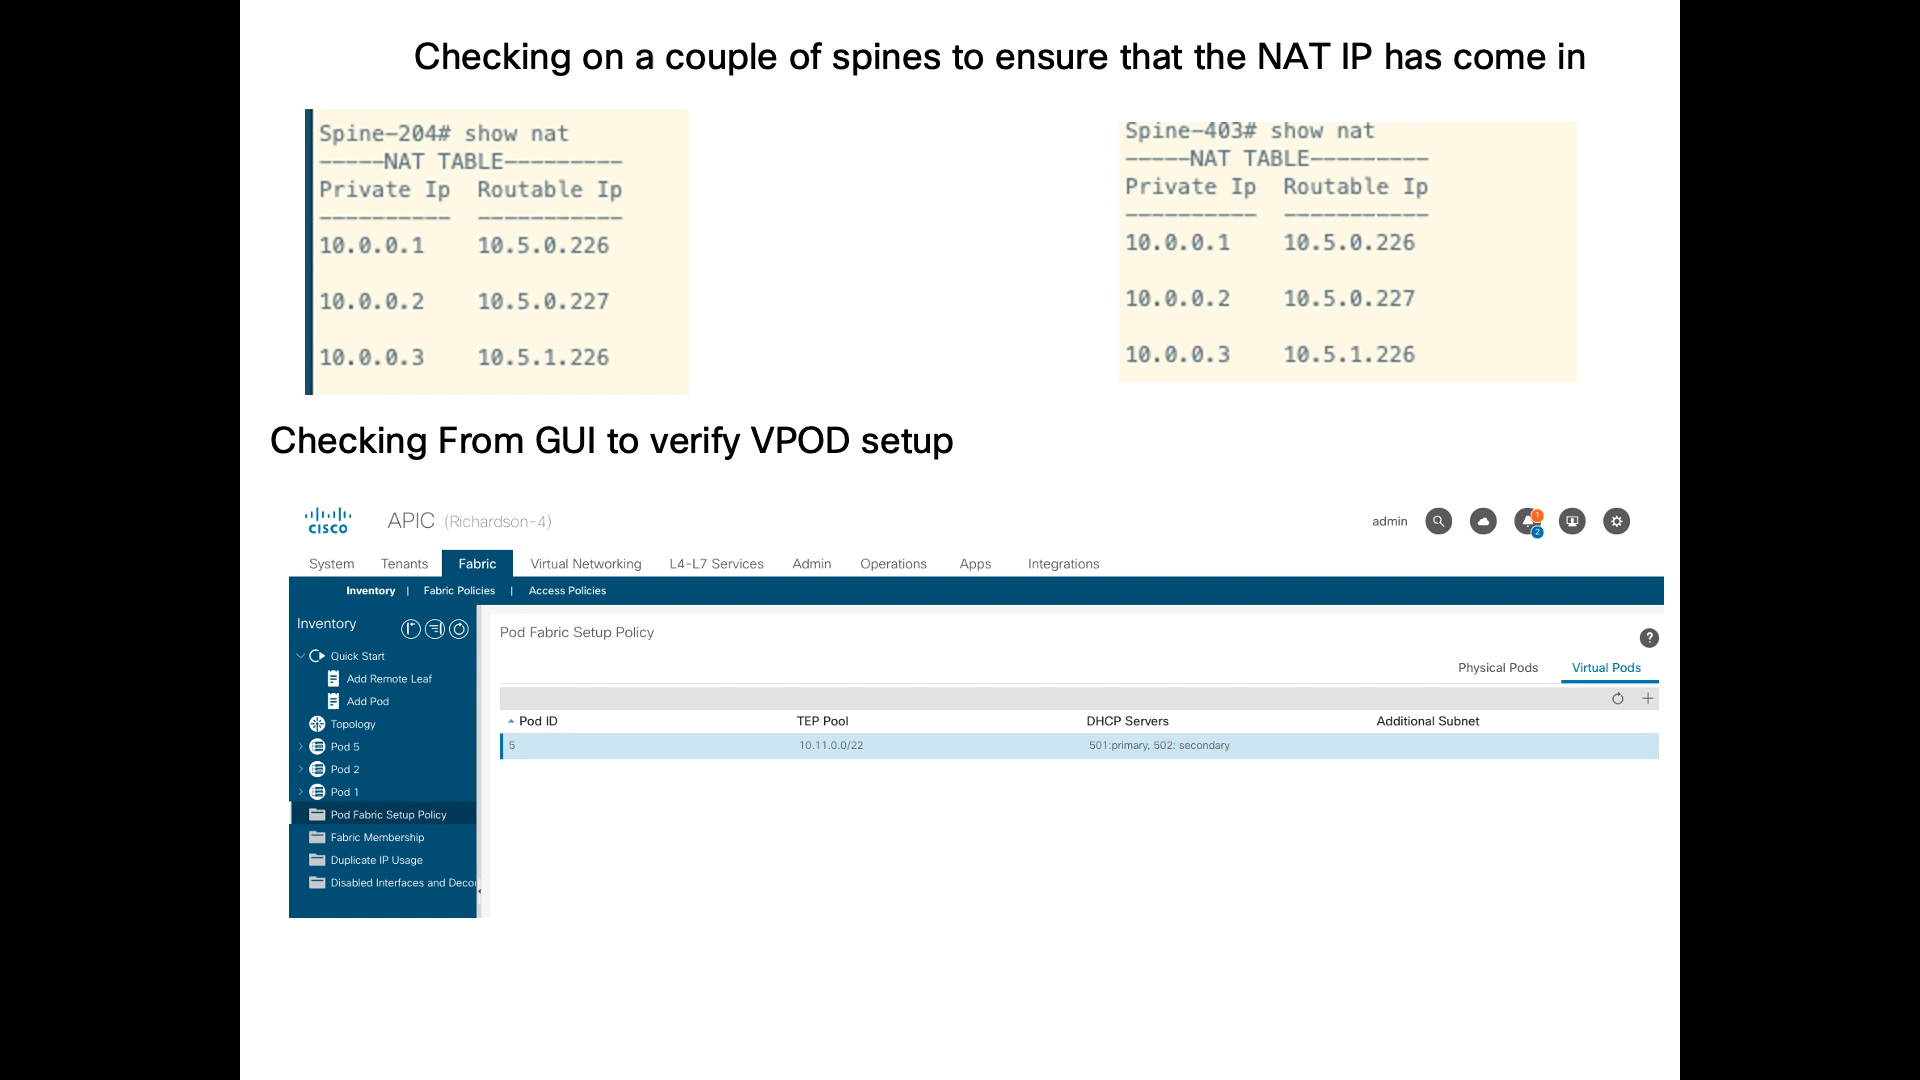 Checking on a couple of spines to ensure that the NAT IP has come in
Spine-204# show nat
-----NAT TABLE---------
Private Ip  Routable Ip
----------  -----------
10.0.0.1    10.5.0.226
10.0.0.2    10.5.0.227
10.0.0.3    10.5.1.226
Spine-403# show nat
-----NAT TABLE---------
Private Ip  Routable Ip
----------  -----------
10.0.0.1    10.5.0.226
10.0.0.2    10.5.0.227
10.0.0.3    10.5.1.226
Checking From GUI to verify VPOD setup
CISCO APIC (Richardson-4) admin 1 2
System Tenants Fabric Virtual Networking L4-L7 Services Admin Operations Apps Integrations
Inventory | Fabric Policies | Access Policies
Inventory
Quick Start
Add Remote Leaf
Add Pod
Topology
Pod 5
Pod 2
Pod 1
Pod Fabric Setup Policy
Fabric Membership
Duplicate IP Usage
Disabled Interfaces and Decor
Pod Fabric Setup Policy ?
Physical Pods Virtual Pods
Pod ID TEP Pool DHCP Servers Additional Subnet
5 10.11.0.0/22 501:primary, 502: secondary